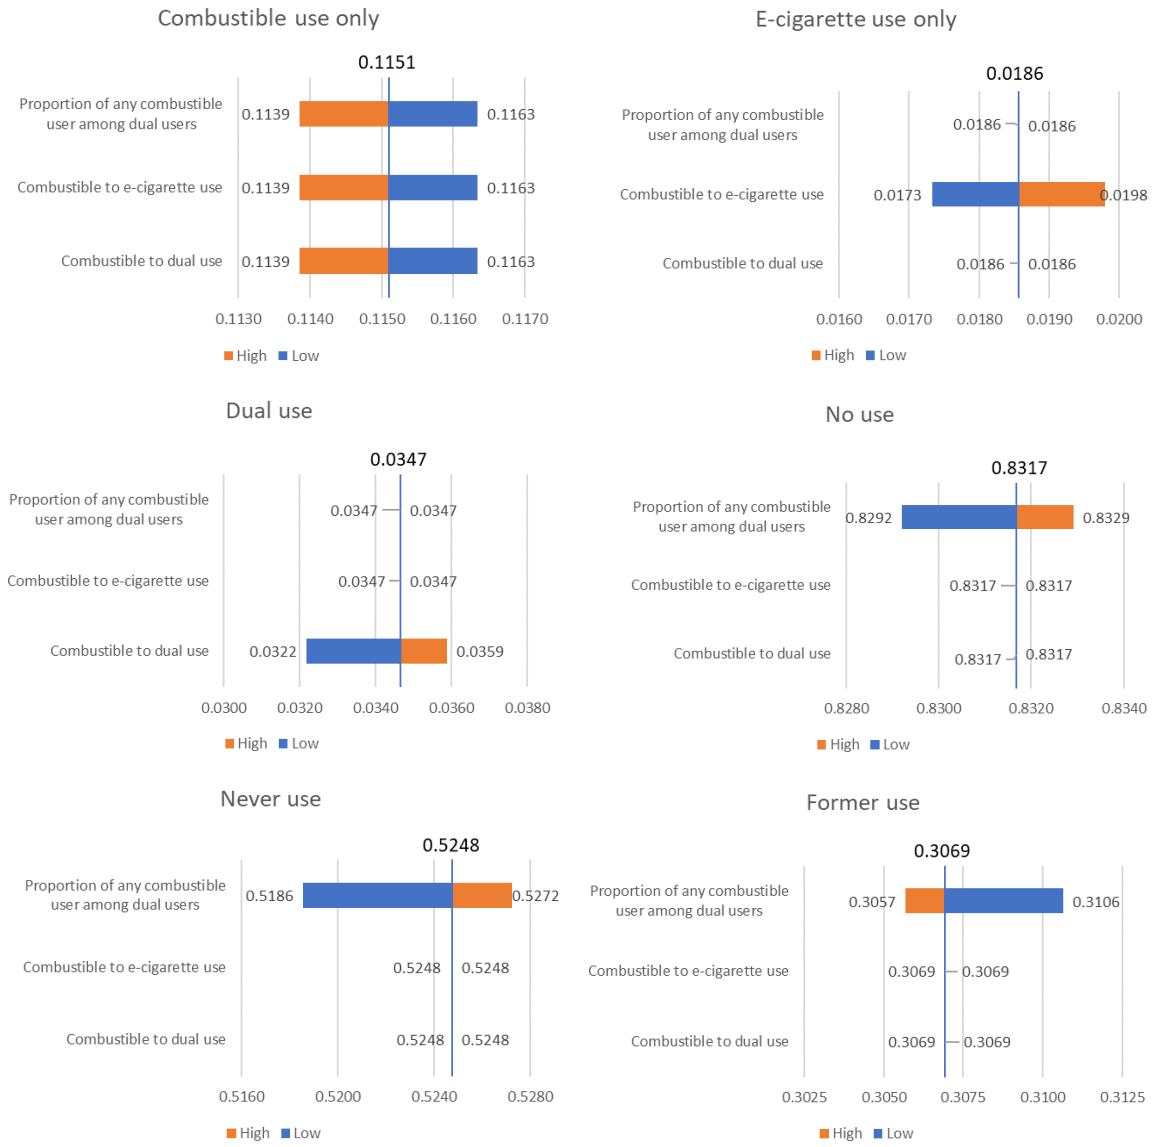 Combustible use only
0.1151
Proportion of any combustible
user among dual users
0.1139
0.1163
Combustible to e-cigarette use
0.1139
0.1163
Combustible to dual use
0.1139
0.1163
0.1130 0.1140 0.1150 0.1160 0.1170
High Low
E-cigarette use only
0.0186
Proportion of any combustible
user among dual users
0.0186
0.0186
Combustible to e-cigarette use
0.0173
0.0198
Combustible to dual use
0.0186
0.0186
0.0160 0.0170 0.0180 0.0190 0.0200
High Low
Dual use
0.0347
Proportion of any combustible
user among dual users
0.0347
0.0347
Combustible to e-cigarette use
0.0347
0.0347
Combustible to dual use
0.0322
0.0359
0.0300 0.0320 0.0340 0.0360 0.0380
High Low
No use
0.8317
Proportion of any combustible
user among dual users
0.8292
0.8329
Combustible to e-cigarette use
0.8317
0.8317
Combustible to dual use
0.8317
0.8317
0.8280 0.8300 0.8320 0.8340
High Low
Never use
0.5248
Proportion of any combustible
user among dual users
0.5186
0.5272
Combustible to e-cigarette use
0.5248
0.5248
Combustible to dual use
0.5248
0.5248
0.5160 0.5200 0.5240 0.5280
High Low
Former use
0.3069
Proportion of any combustible
user among dual users
0.3057
0.3106
Combustible to e-cigarette use
0.3069
0.3069
Combustible to dual use
0.3069
0.3069
0.3025 0.3050 0.3075 0.3100 0.3125
High Low